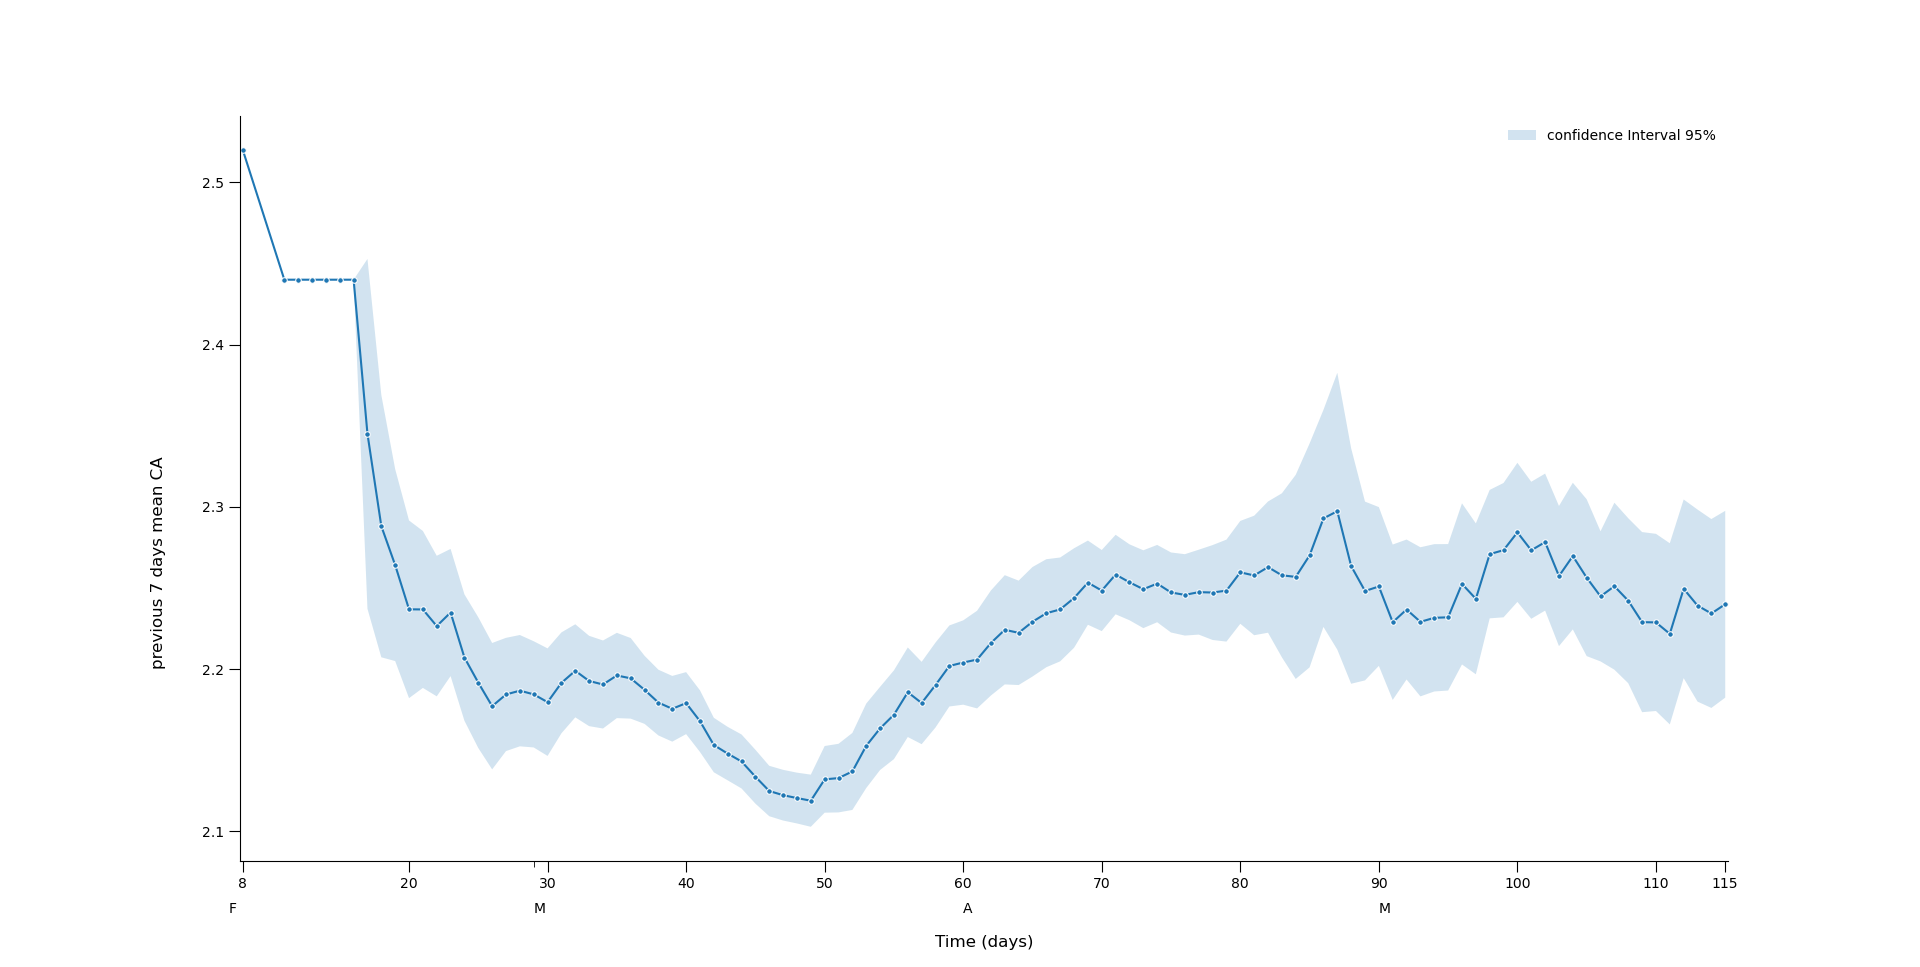 confidence Interval 95%
2.5
2.4
2.3
2.2
2.1
previous 7 days mean CA
8 20 30 40 50 60 70 80 90 100 110 115
F M A M
Time (days)